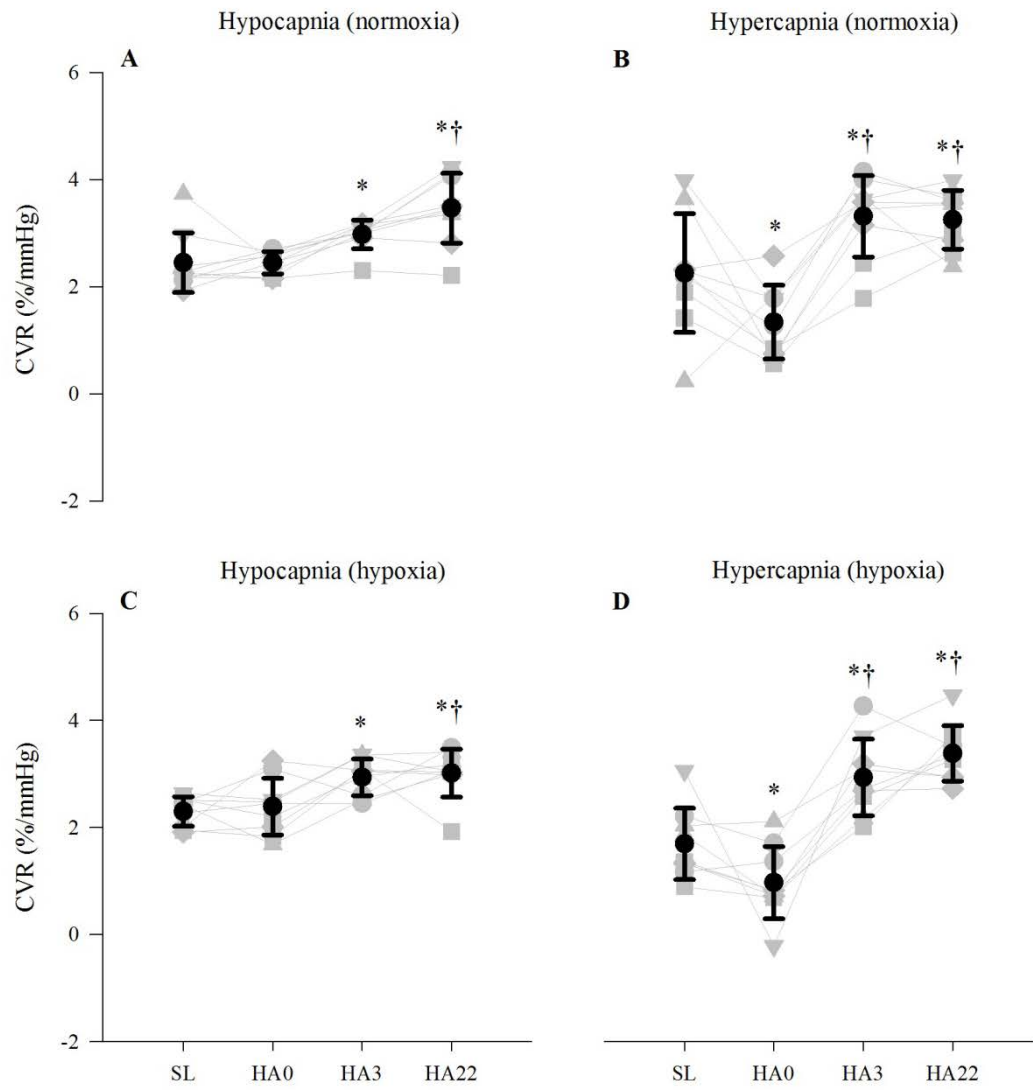 Hypocapnia (normoxia)
A
6
4
2
0
-2
CVR (%/mmHg)
*
*†
Hypercapnia (normoxia)
B
*
*†
*†
Hypocapnia (hypoxia)
C
6
4
2
0
-2
CVR (%/mmHg)
*
*†
SL HA0 HA3 HA22
Hypercapnia (hypoxia)
D
*
*†
*†
SL HA0 HA3 HA22